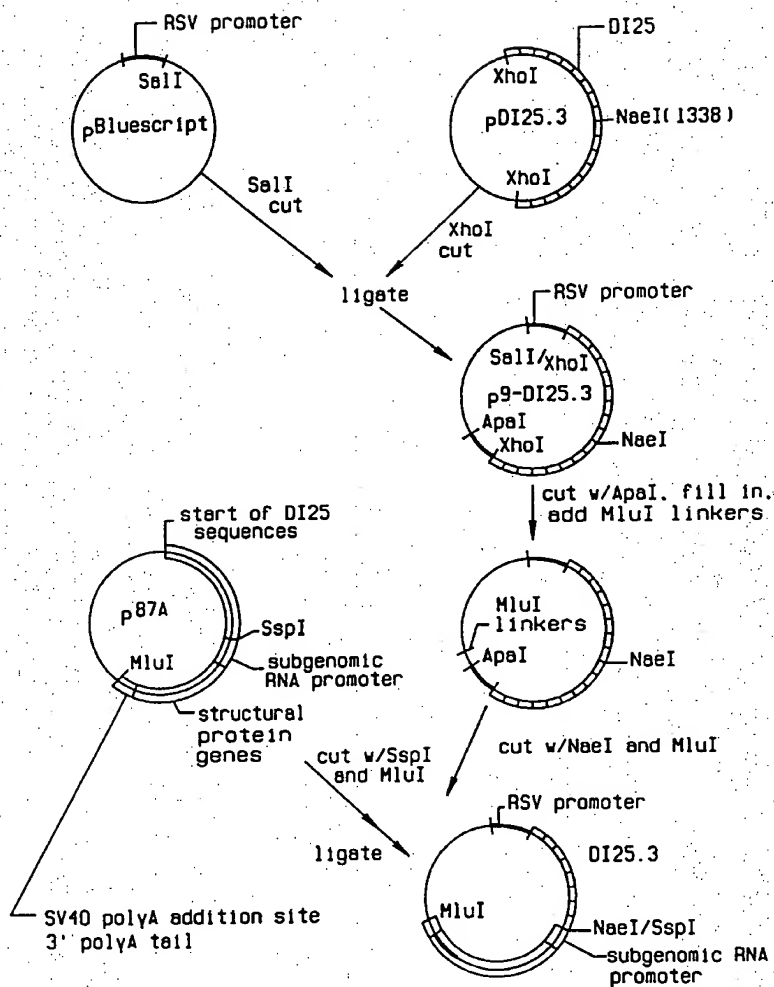 RSV promoter
SalI
pBluescript
SalI
cut
DI25
XhoI
pDI25.3
NaeI(1338)
XhoI
XhoI
cut
ligate
RSV promoter
SalI/XhoI
p9-DI25.3
ApaI
XhoI
NaeI
cut w/ApaI. fill in.
add MluI linkers
start of DI25
sequences
p87A
SspI
MluI
subgenomic
RNA promoter
structural
protein
genes
MluI
linkers
ApaI
NaeI
cut w/SspI
and MluI
cut w/NaeI and MluI
ligate
RSV promoter
DI25.3
MluI
NaeI/SspI
subgenomic RNA
promoter
SV40 polyA addition site
3' polyA tail